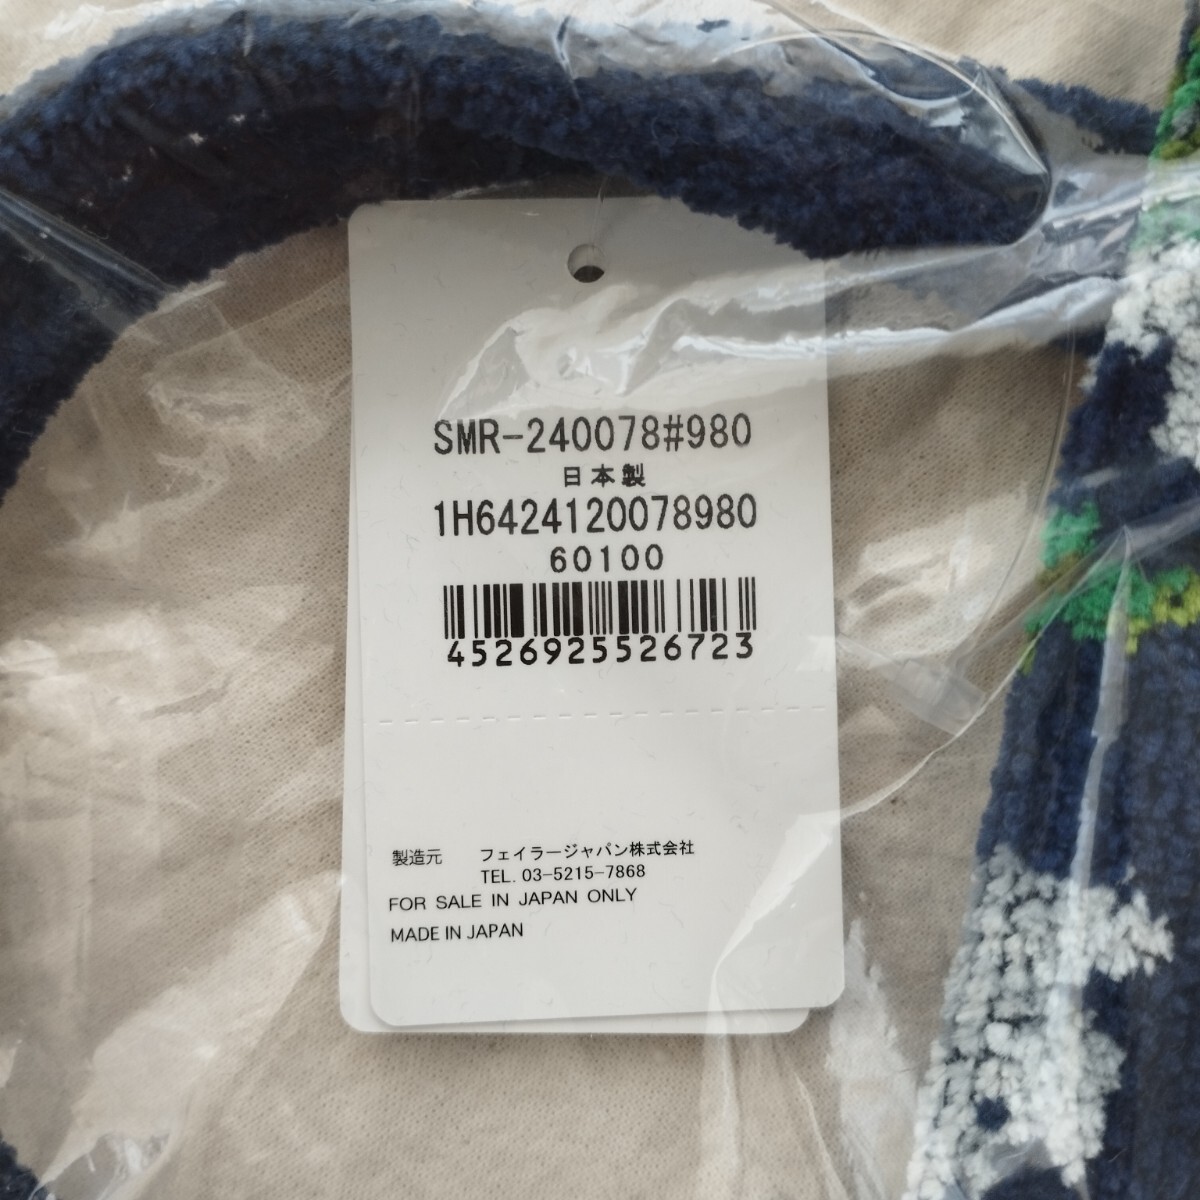 SMR-240078#980
日本製
1H6424120078980
60100
4526925526723
製造元 フェイラージャパン株式会社
TEL. 03-5215-7868
FOR SALE IN JAPAN ONLY
MADE IN JAPAN